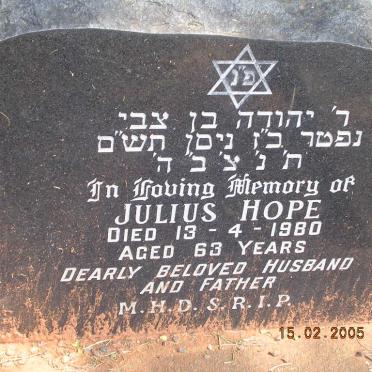 פ"נ
ר' יהודה בן צבי
נפטר כ"ז ניסן תש"ם
ת' נ' צ' ב' ה'
In Loving Memory of
JULIUS HOPE
DIED 13 - 4 - 1980
AGED 63 YEARS
DEARLY BELOVED HUSBAND
AND FATHER
M.H.D.S.R.I.P.
15.02.2005